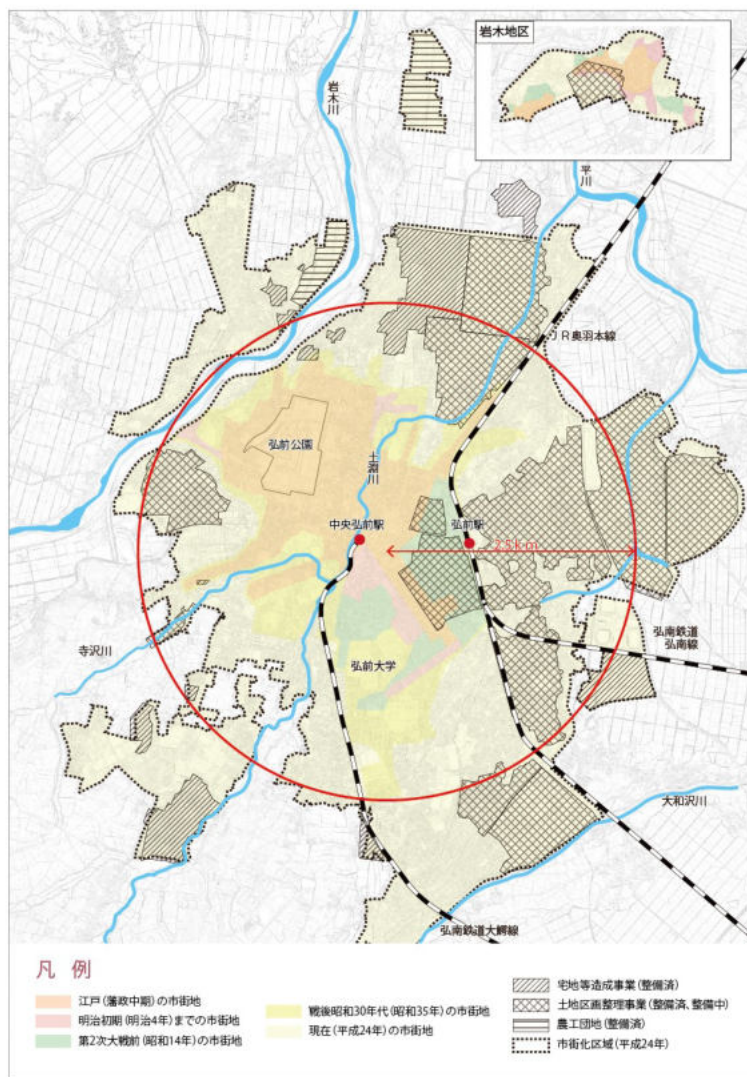 岩木地区
岩木川
平川
JR奥羽本線
弘前公園
土淵川
中央弘前駅
弘前駅
2.5km
弘南鉄道
弘南線
寺沢川
弘前大学
大和沢川
弘南鉄道大鰐線
凡 例
江戸(藩政中期)の市街地
明治初期(明治4年)までの市街地
第2次大戦前(昭和14年)の市街地
戦後昭和30年代(昭和35年)の市街地
現在(平成24年)の市街地
宅地等造成事業(整備済)
土地区画整理事業(整備済、整備中)
農工団地(整備済)
市街化区域(平成24年)